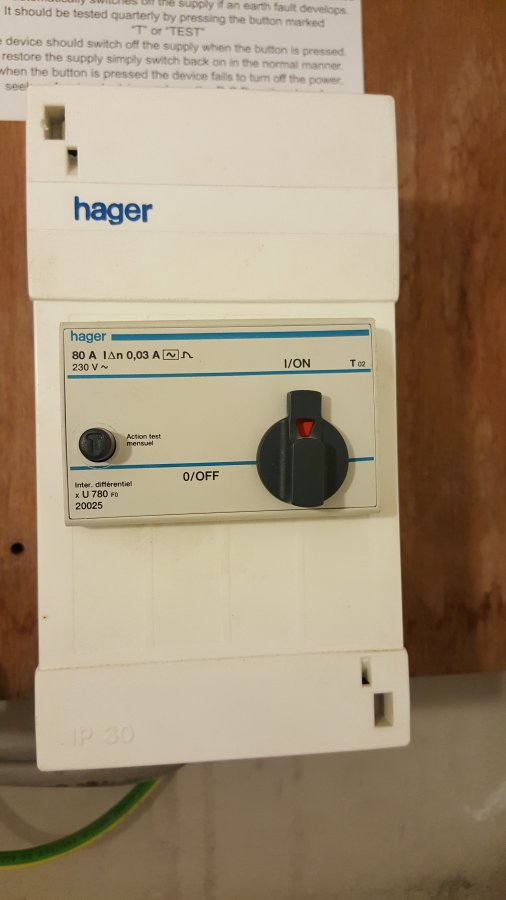 automatically switches off the supply if an earth fault develops.
It should be tested quarterly by pressing the button marked
"T" or "TEST"
device should switch off the supply when the button is pressed.
restore the supply simply switch back on in the normal manner.
when the button is pressed the device fails to turn off the power,
hager
hager
80 A I∆n 0,03 A
230 V ~
I/ON
T 02
T
Action test
mensuel
0/OFF
Inter. différentiel
x U 780 F0
20025
IP 30